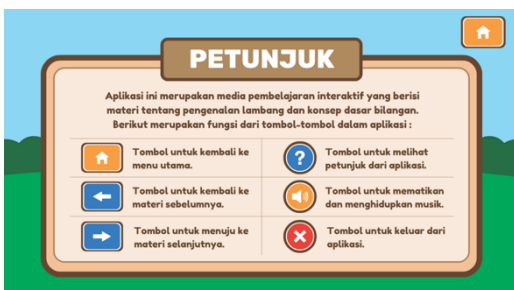 PETUNJUK
Aplikasi ini merupakan media pembelajaran interaktif yang berisi
materi tentang pengenalan lambang dan konsep dasar bilangan.
Berikut merupakan fungsi dari tombol-tombol dalam aplikasi :
Tombol untuk kembali ke
menu utama.
?
Tombol untuk melihat
petunjuk dari aplikasi.
Tombol untuk kembali ke
materi sebelumnya.
Tombol untuk mematikan
dan menghidupkan musik.
Tombol untuk menuju ke
materi selanjutnya.
Tombol untuk keluar dari
aplikasi.